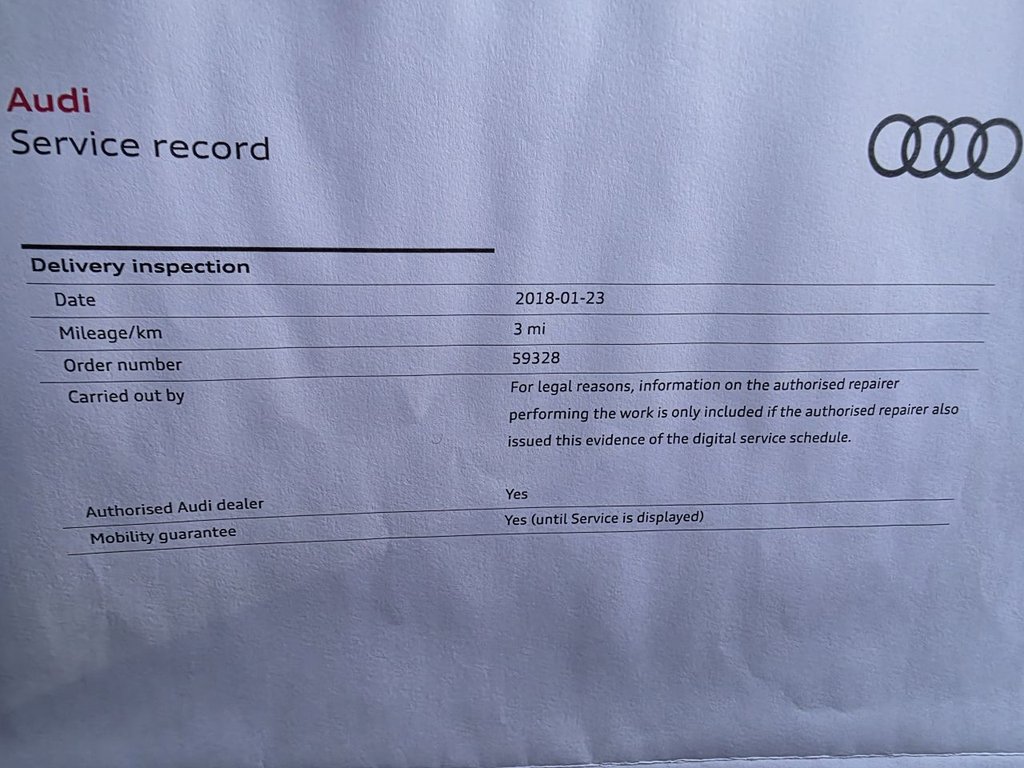 Audi
Service record
Delivery inspection
Date 2018-01-23
Mileage/km 3 mi
Order number 59328
Carried out by For legal reasons, information on the authorised repairer
performing the work is only included if the authorised repairer also
issued this evidence of the digital service schedule.
Authorised Audi dealer Yes
Mobility guarantee Yes (until Service is displayed)